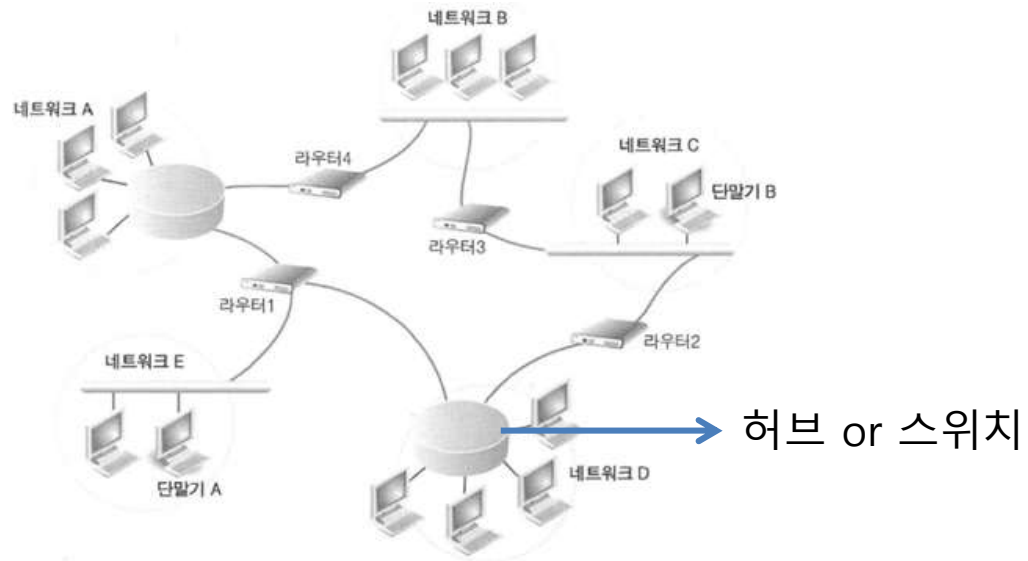 네트워크 B
네트워크 A
라우터4
네트워크 C
단말기 B
라우터3
라우터1
라우터2
네트워크 E
허브 or 스위치
네트워크 D
단말기 A